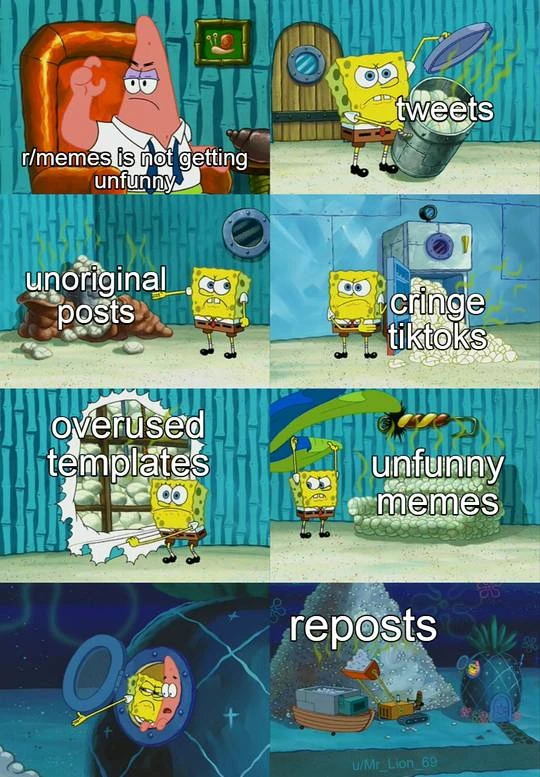 r/memes is not getting
unfunny
tweets
unoriginal
posts
cringe
tiktoks
overused
templates
unfunny
memes
reposts
u/Mr_Lion_69